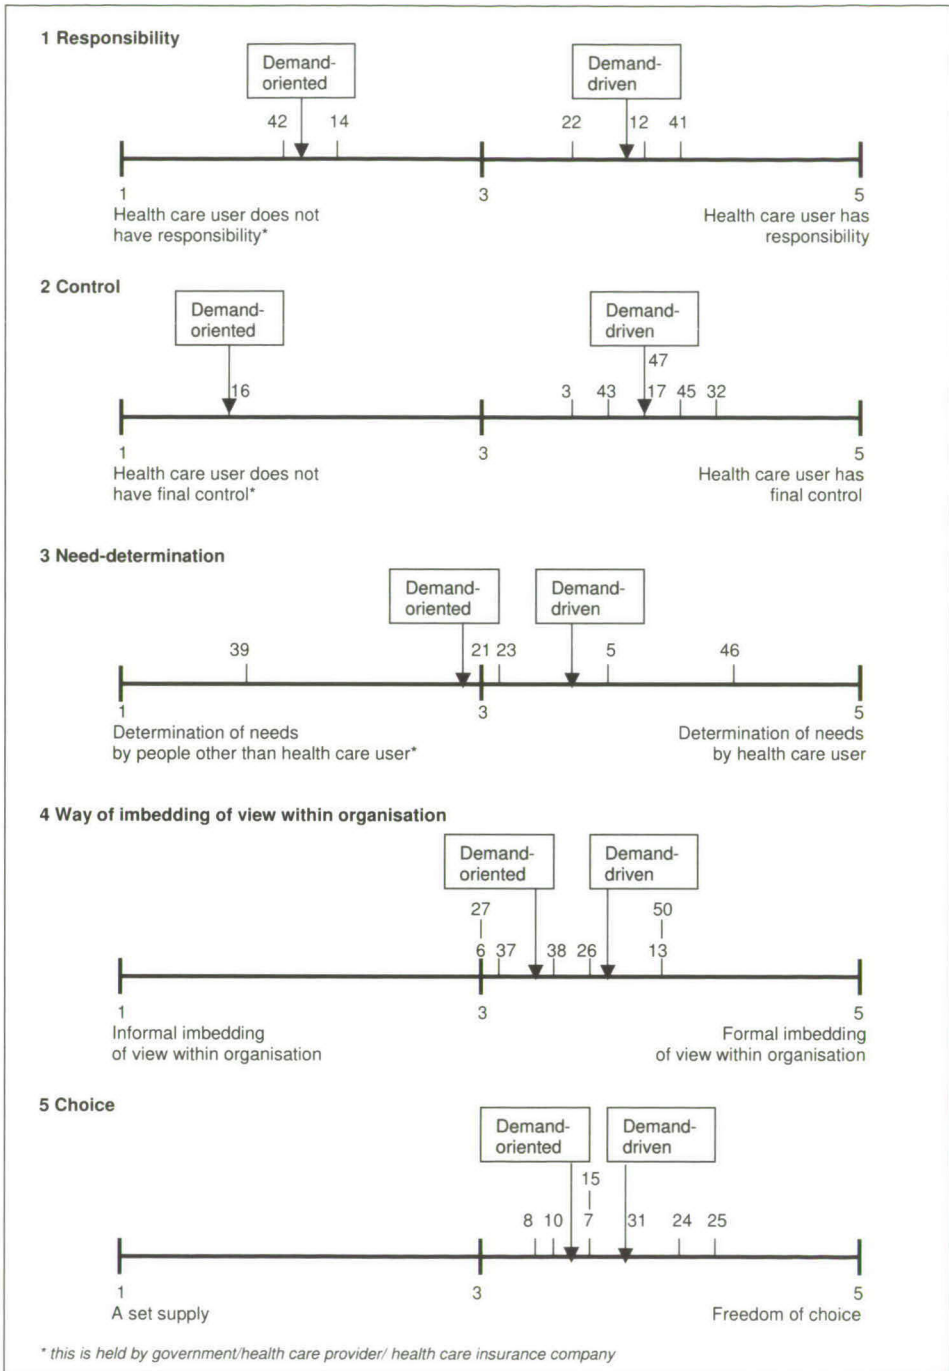 1 Responsibility
Demand-
oriented
Demand-
driven
42 14 22 12 41
1 3 5
Health care user does not
have responsibility*
Health care user has
responsibility
2 Control
Demand-
oriented
Demand-
driven
47
16 3 43 17 45 32
1 3 5
Health care user does not
have final control*
Health care user has
final control
3 Need-determination
Demand-
oriented
Demand-
driven
39 21 23 5 46
1 3 5
Determination of needs
by people other than health care user*
Determination of needs
by health care user
4 Way of imbedding of view within organisation
Demand-
oriented
Demand-
driven
27 50
6 37 38 26 13
1 3 5
Informal imbedding
of view within organisation
Formal imbedding
of view within organisation
5 Choice
Demand-
oriented
Demand-
driven
15
8 10 7 31 24 25
1 3 5
A set supply
Freedom of choice
* this is held by government/health care provider/ health care insurance company